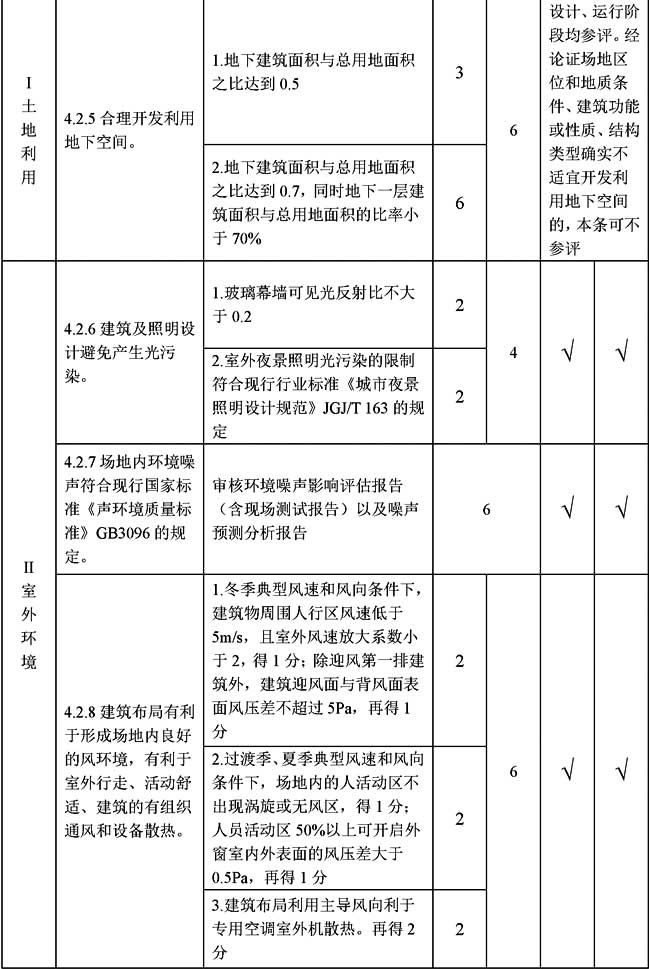 Ⅰ
土
地
利
用
4.2.5 合理开发利用
地下空间。
1.地下建筑面积与总用地面积
之比达到 0.5
3
2.地下建筑面积与总用地面积
之比达到 0.7，同时地下一层建
筑面积与总用地面积的比率小
于 70%
6
6
设计、运行阶
段均参评。经
论证场地区
位和地质条
件、建筑功能
或性质、结构
类型确实不
适宜开发利
用地下空间
的，本条可不
参评
Ⅱ
室
外
环
境
4.2.6 建筑及照明设
计避免产生光污
染。
1.玻璃幕墙可见光反射比不大
于 0.2
2
2.室外夜景照明光污染的限制
符合现行行业标准《城市夜景
照明设计规范》JGJ/T 163 的规
定
2
4
√
√
4.2.7 场地内环境噪
声符合现行国家标
准《声环境质量标
准》GB3096 的规
定。
审核环境噪声影响评估报告
（含现场测试报告）以及噪声
预测分析报告
6
√
√
4.2.8 建筑布局有利
于形成场地内良好
的风环境，有利于
室外行走、活动舒
适、建筑的有组织
通风和设备散热。
1.冬季典型风速和风向条件下，
建筑物周围人行区风速低于
5m/s，且室外风速放大系数小
于 2，得 1 分；除迎风第一排建
筑外，建筑迎风面与背风面表
面风压差不超过 5Pa，再得 1
分
2
2.过渡季、夏季典型风速和风向
条件下，场地内的人活动区不
出现涡旋或无风区，得 1 分；
人员活动区 50%以上可开启外
窗室内外表面的风压差大于
0.5Pa，再得 1 分
2
3.建筑布局利用主导风向利于
专用空调室外机散热。再得 2
分
2
6
√
√